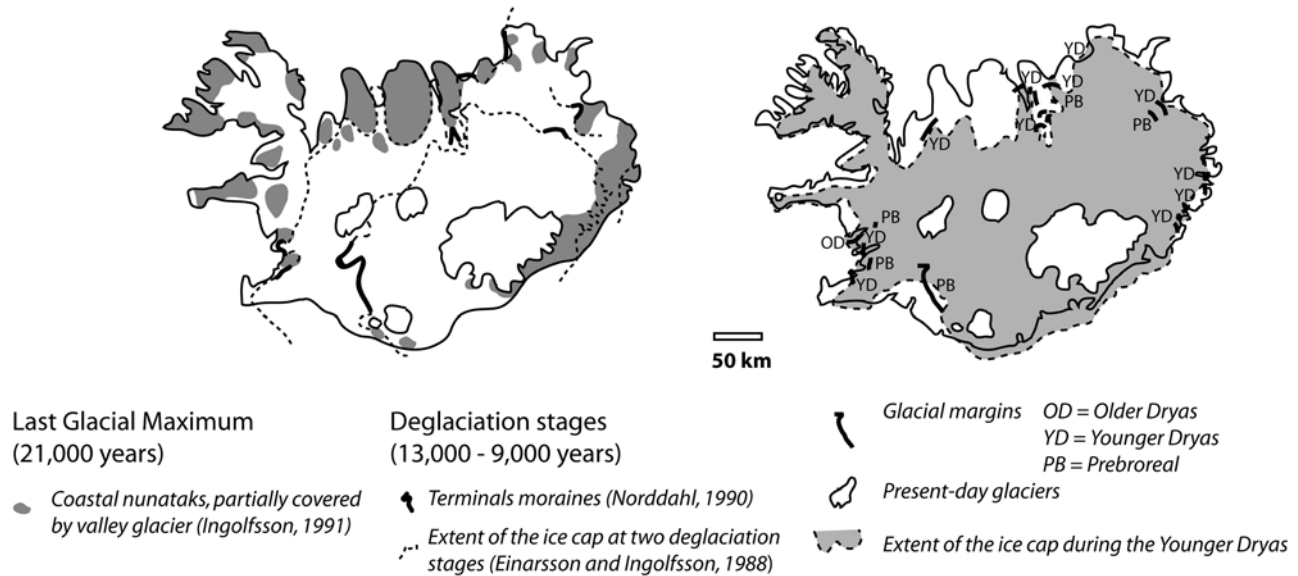 YD
YD
YD
PB
YD
YD
PB
YD
YD
YD
YD
PB
OD
YD
PB
YD
PB
50 km
Last Glacial Maximum
(21,000 years)
Coastal nunataks, partially covered
by valley glacier (Ingolfsson, 1991)
Deglaciation stages
(13,000 - 9,000 years)
Terminals moraines (Norddahl, 1990)
Extent of the ice cap at two deglaciation
stages (Einarsson and Ingolfsson, 1988)
Glacial margins
OD = Older Dryas
YD = Younger Dryas
PB = Prebroreal
Present-day glaciers
Extent of the ice cap during the Younger Dryas